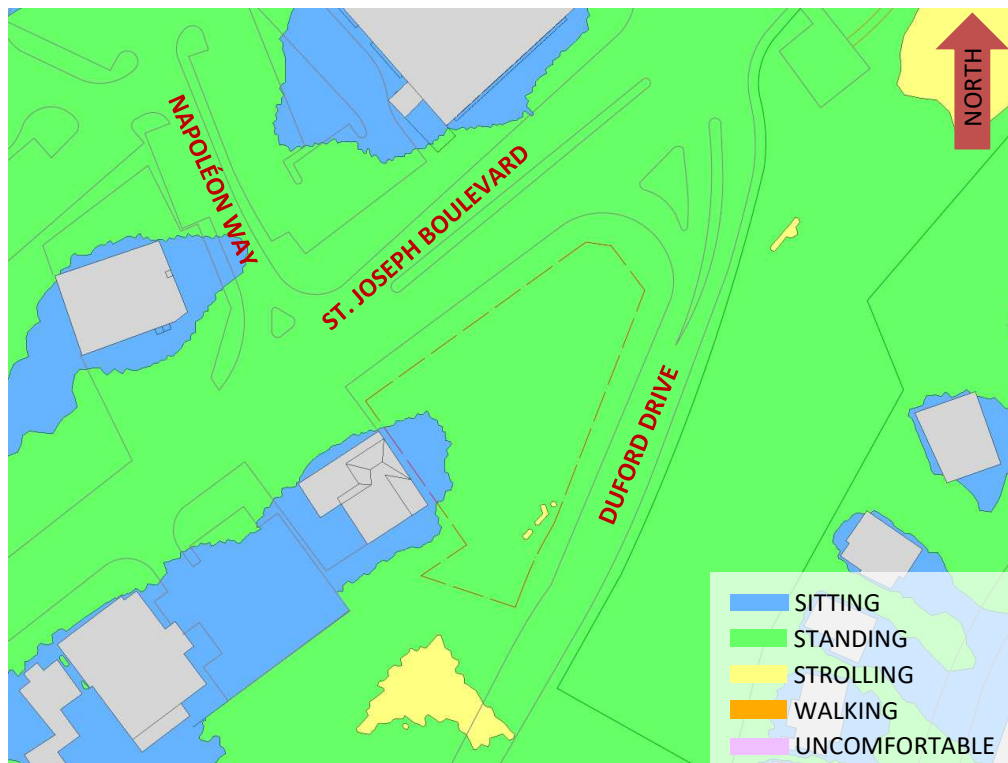 NORTH
NAPOLÉON WAY
ST. JOSEPH BOULEVARD
DUFORD DRIVE
SITTING
STANDING
STROLLING
WALKING
UNCOMFORTABLE